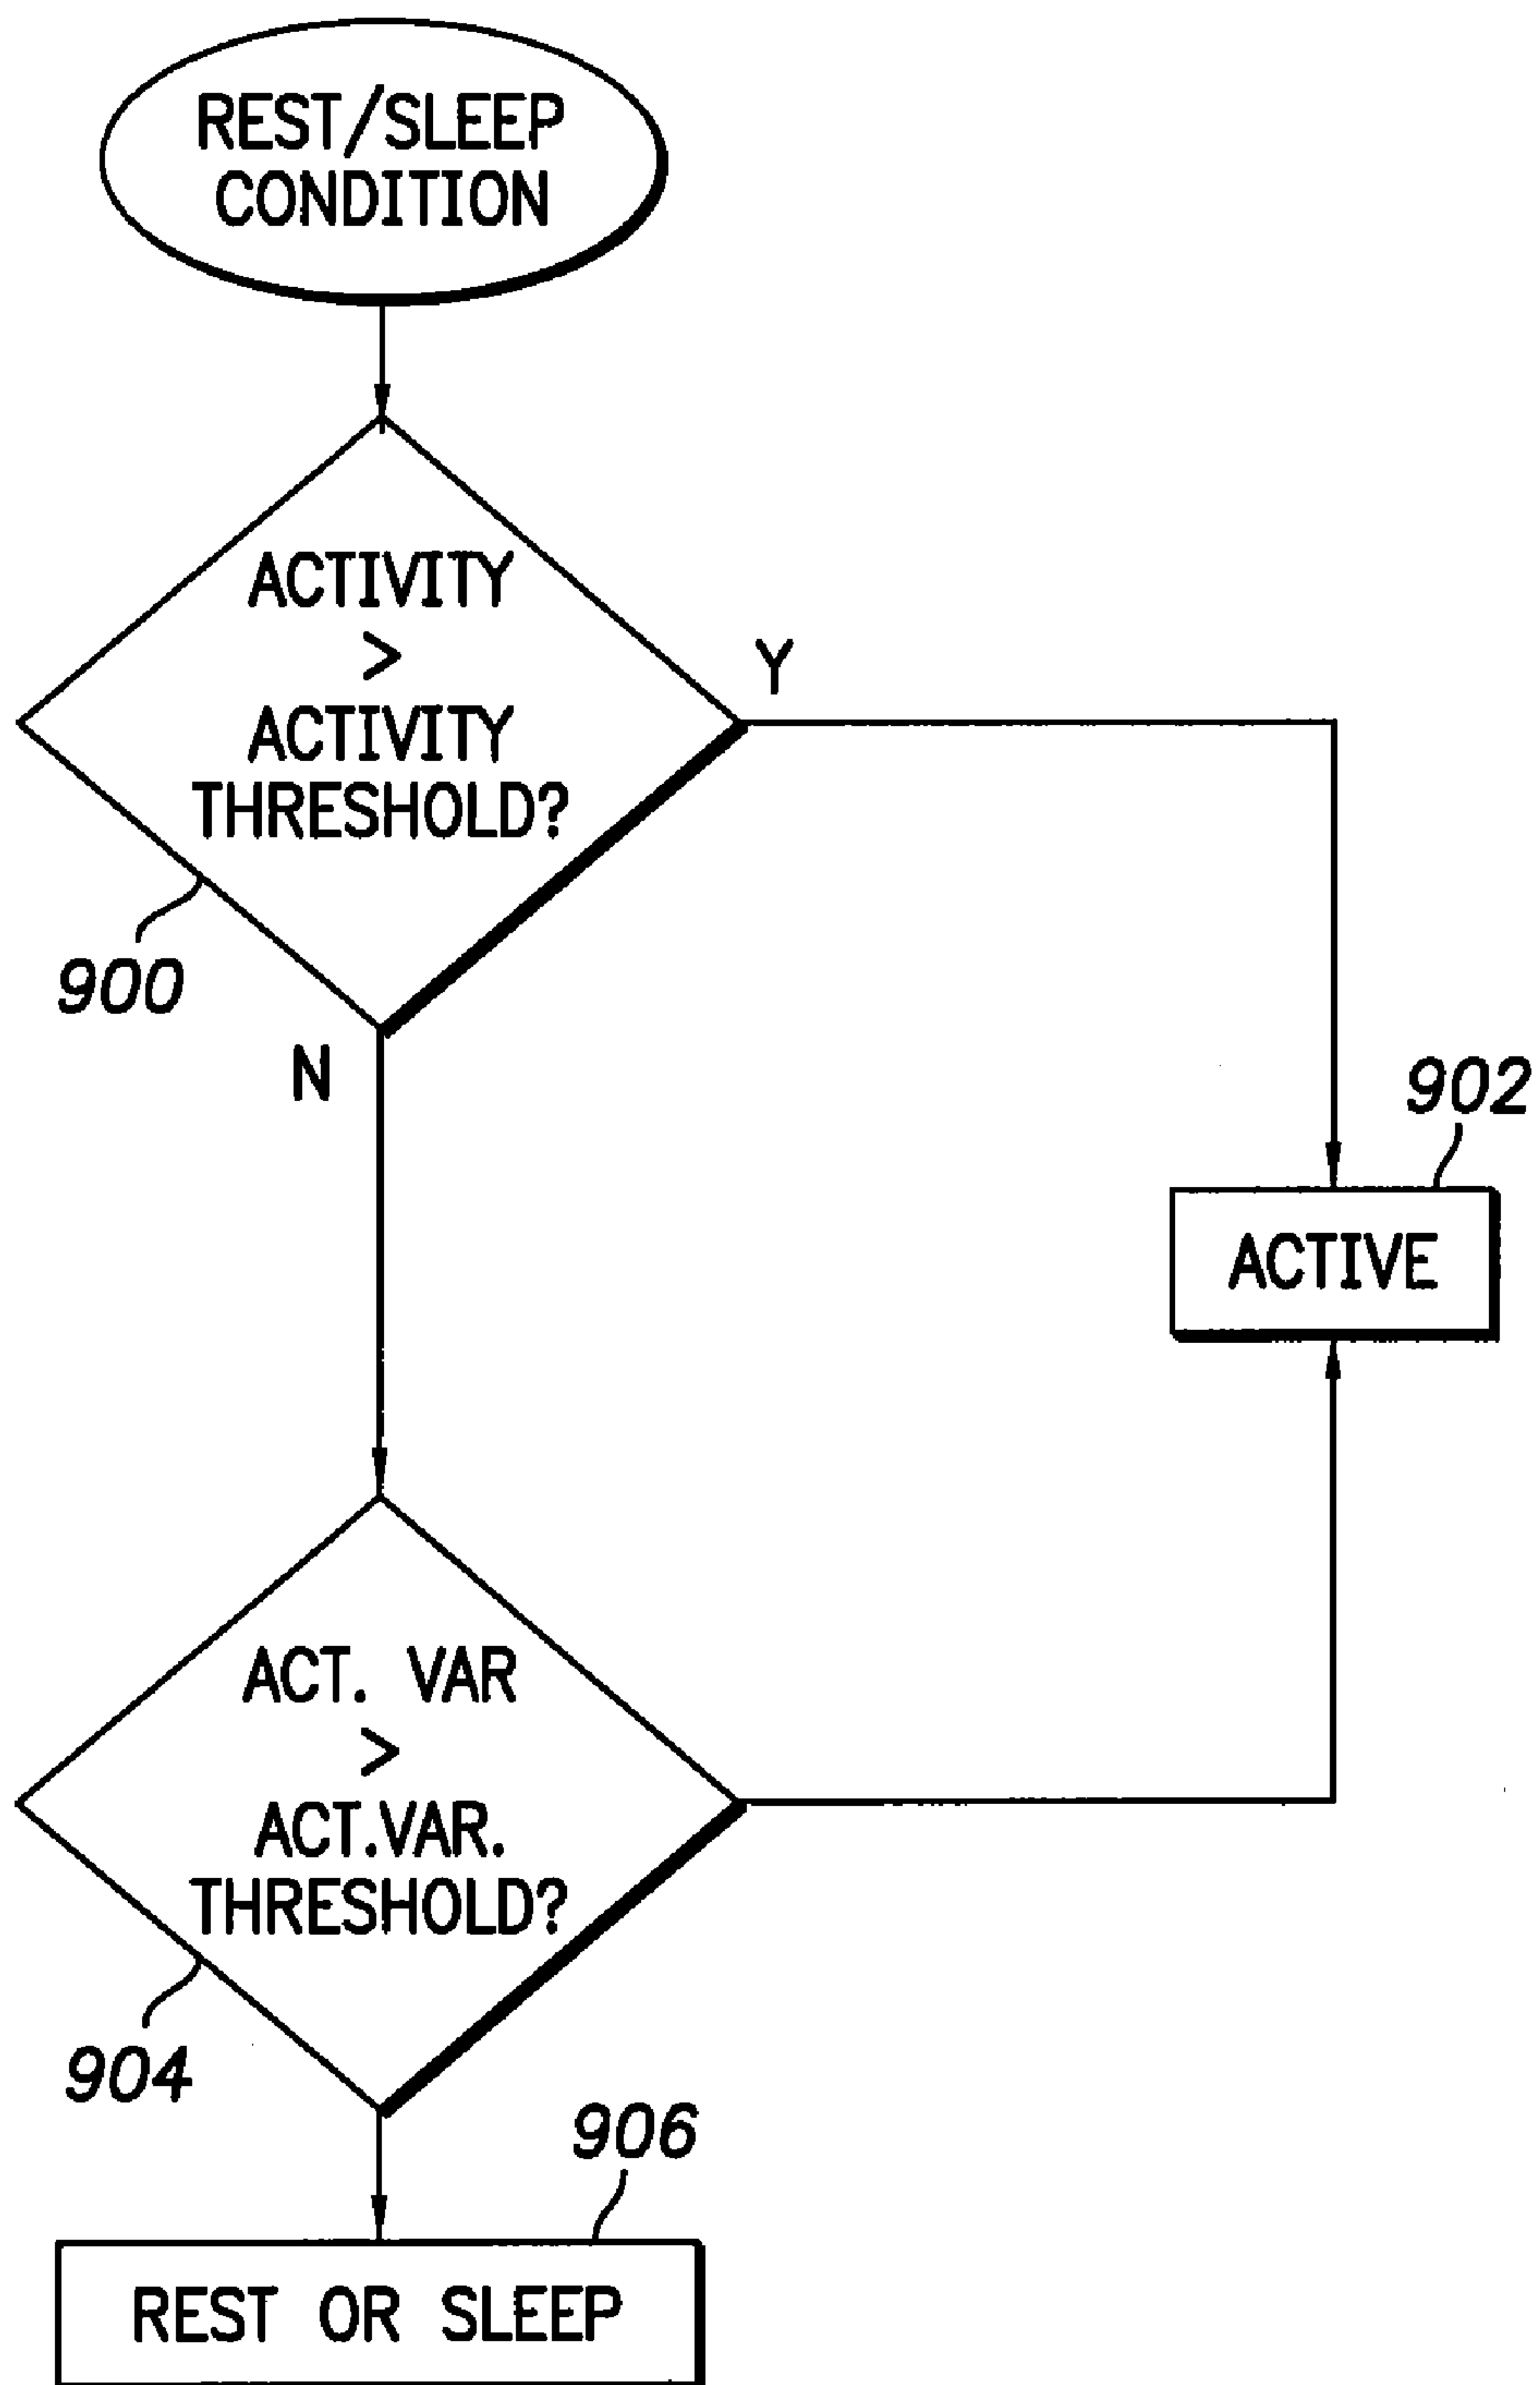 REST/SLEEP
CONDITION
ACTIVITY
>
ACTIVITY
THRESHOLD?
Y
900
N
902
ACTIVE
ACT. VAR
>
ACT.VAR.
THRESHOLD?
904
906
REST OR SLEEP